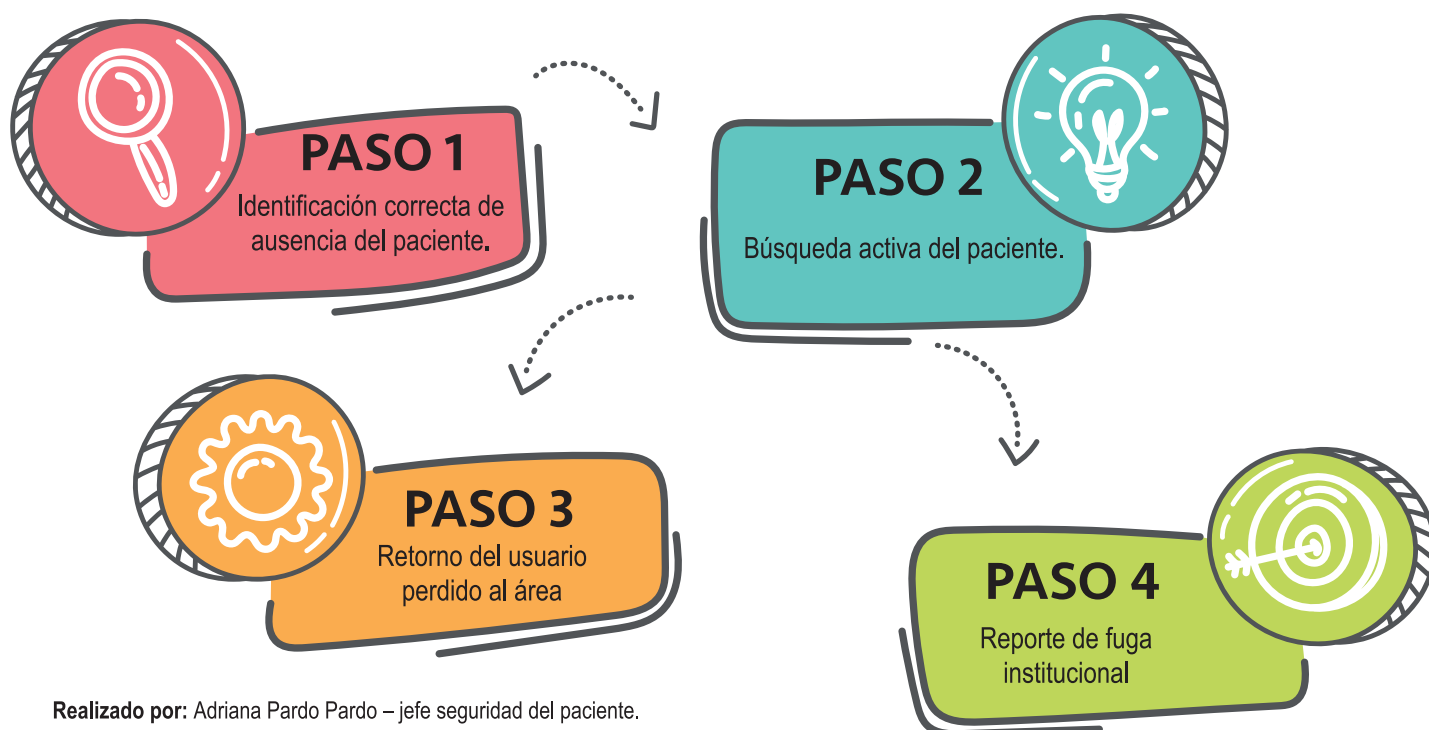 PASO 1
Identificación correcta de
ausencia del paciente.
PASO 2
Búsqueda activa del paciente.
PASO 3
Retorno del usuario
perdido al área
PASO 4
Reporte de fuga
institucional
Realizado por: Adriana Pardo Pardo – jefe seguridad del paciente.